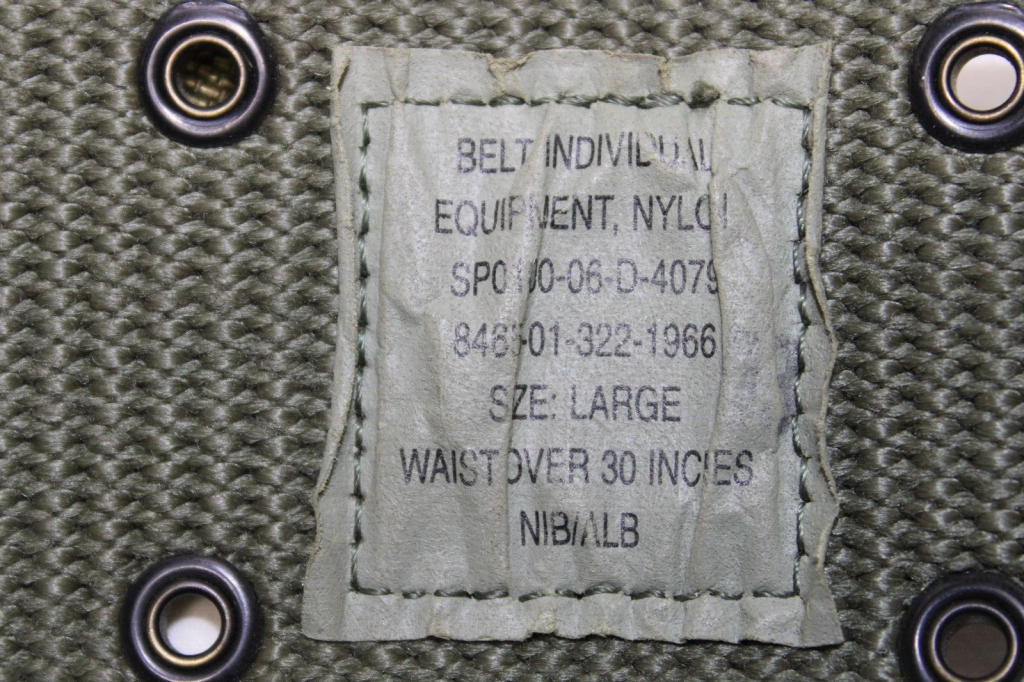 BELT INDIVIDUAL
EQUIPMENT, NYLON
SP0100-06-D-4079
8465-01-322-1966
SIZE: LARGE
WAIST OVER 30 INCHES
NIB/ALB